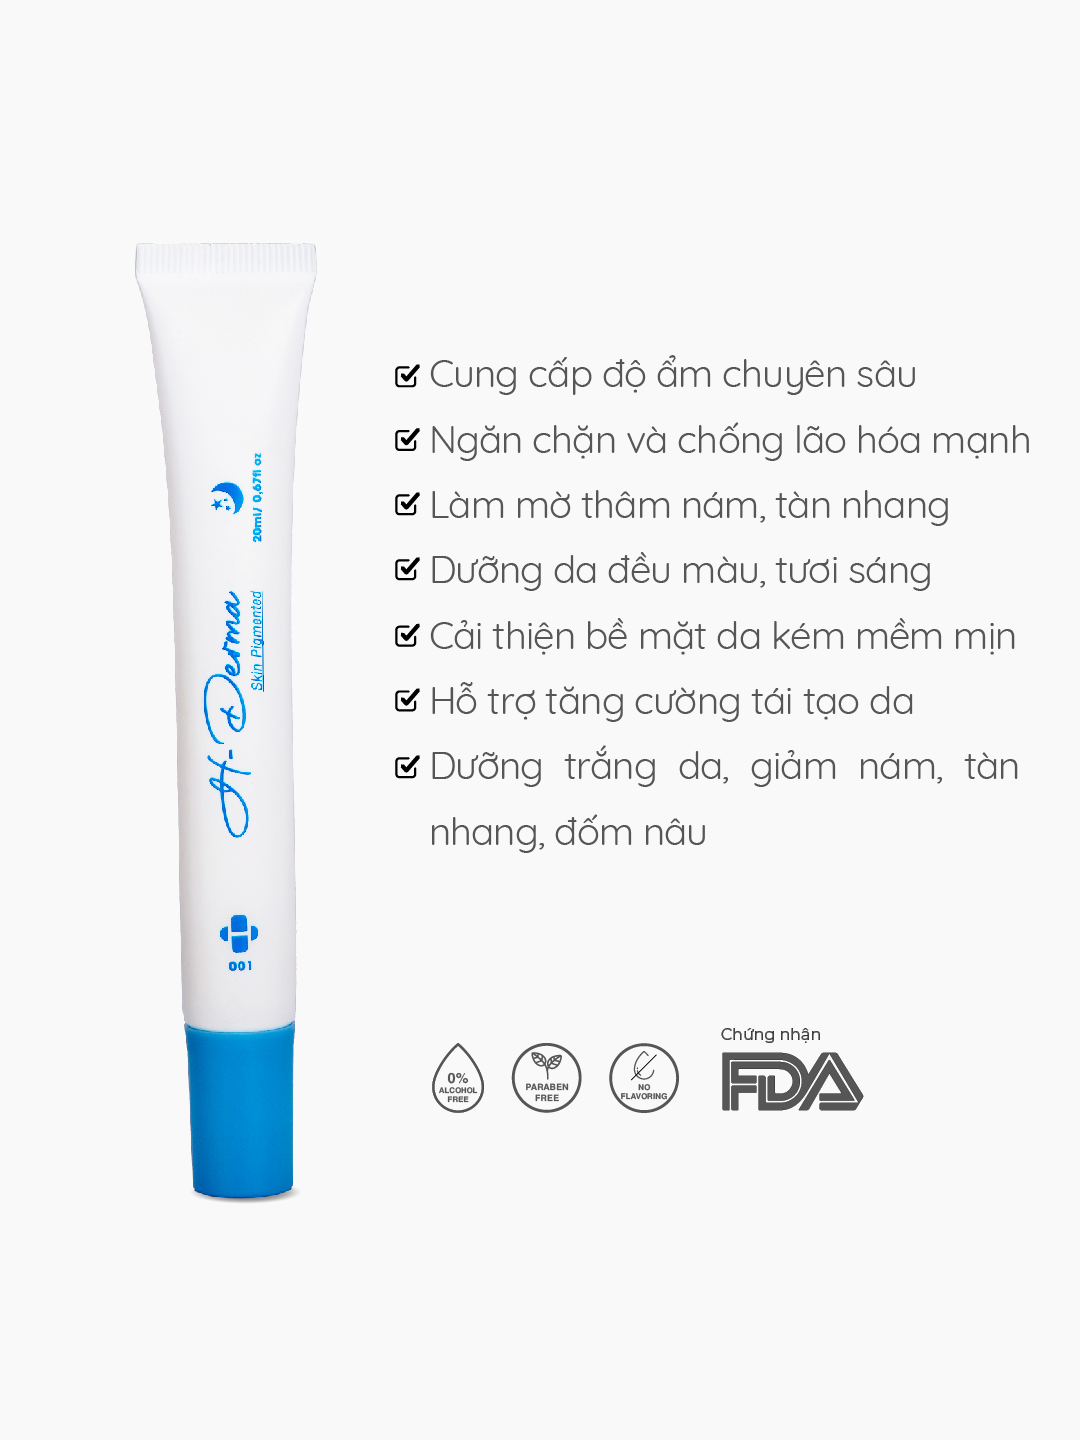 20ml/ 0,67fl oz
H-Derma
Skin Pigmented
001
Cung cấp độ ẩm chuyên sâu
Ngăn chặn và chống lão hóa mạnh
Làm mờ thâm nám, tàn nhang
Dưỡng da đều màu, tươi sáng
Cải thiện bề mặt da kém mềm mịn
Hỗ trợ tăng cường tái tạo da
Dưỡng trắng da, giảm nám, tàn
nhang, đốm nâu
0%
ALCOHOL
FREE
PARABEN
FREE
NO
FLAVORING
Chứng nhận
FDA